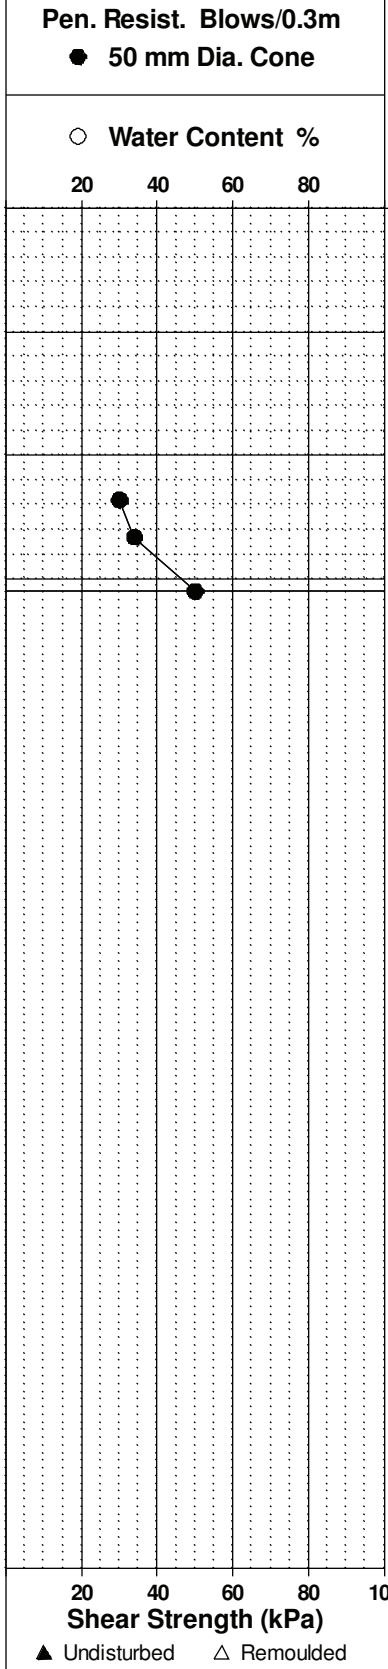 Pen. Resist. Blows/0.3m
50 mm Dia. Cone
Water Content %
20 40 60 80
20 40 60 80 10
Shear Strength (kPa)
Undisturbed Remoulded